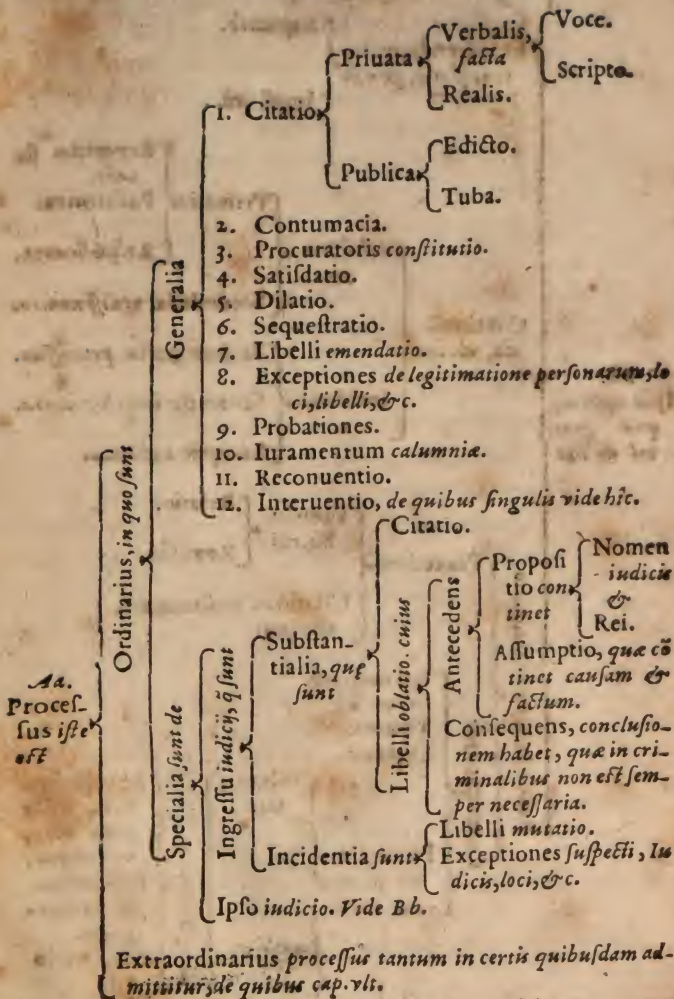 Aa.
Proceſ-
ſus iſte
eſt
Ordinarius, in quo ſunt
Generalia
1. Citatio
Priuata
Verbalis,
facta
Voce.
Scripto.
Realis.
Publica
Edicto.
Tuba.
2. Contumacia.
3. Procuratoris conſtitutio.
4. Satiſdatio.
5. Dilatio.
6. Sequeſtratio.
7. Libelli emendatio.
8. Exceptiones de legitimatione perſonarum, lo
ci, libelli, &c.
9. Probationes.
10. Iuramentum calumniæ.
11. Reconuentio.
12. Interuentio, de quibus ſingulis vide hîc.
Specialia ſunt de
Ingreſſu iudicij, q̃ ſunt
Subſtan-
tialia, quę
ſunt
Citatio.
Libelli oblatio. cuius
Antecedens
Propoſi
tio con
tinet
Nomen
iudicis
&
Rei.
Aſſumptio, quæ cõ
tinet cauſam &
factum.
Conſequens, concluſio-
nem habet, quæ in cri-
minalibus non eſt ſem-
per neceſſaria.
Incidentia ſunt
Libelli mutatio.
Exceptiones ſuſpecti, Iu
dicis, loci, &c.
Ipſo iudicio. Vide Bb.
Extraordinarius proceſſus tantum in certis quibuſdam ad-
mittitur, de quibus cap. vlt.